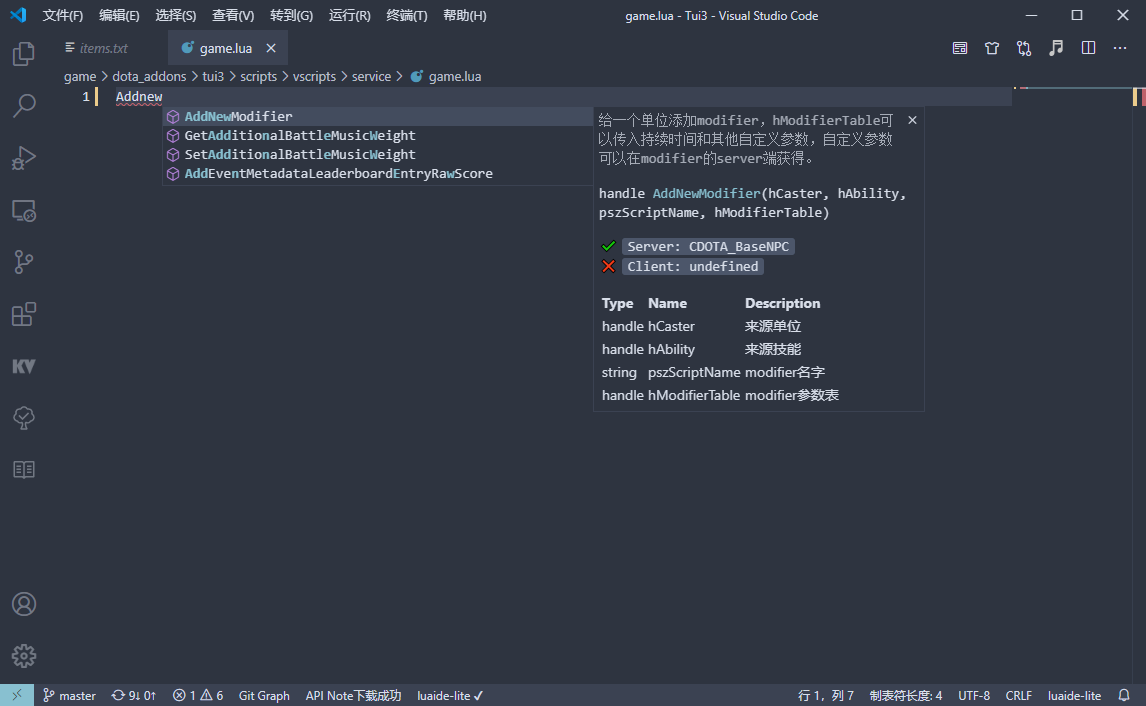 文件(F) 编辑(E) 选择(S) 查看(V) 转到(G) 运行(R) 终端(T) 帮助(H) game.lua - Tui3 - Visual Studio Code
items.txt game.lua
game > dota_addons > tui3 > scripts > vscripts > service > game.lua
1 Addnew
AddNewModifier
GetAdditionalBattleMusicWeight
SetAdditionalBattleMusicWeight
AddEventMetadataLeaderboardEntryRawScore
给一个单位添加modifier，hModifierTable可
以传入持续时间和其他自定义参数，自定义参数
可以在modifier的server端获得。
handle AddNewModifier(hCaster, hAbility,
pszScriptName, hModifierTable)
Server: CDOTA_BaseNPC
Client: undefined
Type Name Description
handle hCaster 来源单位
handle hAbility 来源技能
string pszScriptName modifier名字
handle hModifierTable modifier参数表
KV
master 9↓ 0↑ 1 6 Git Graph API Note下载成功 luaide-lite ✓ 行 1，列 7 制表符长度: 4 UTF-8 CRLF luaide-lite